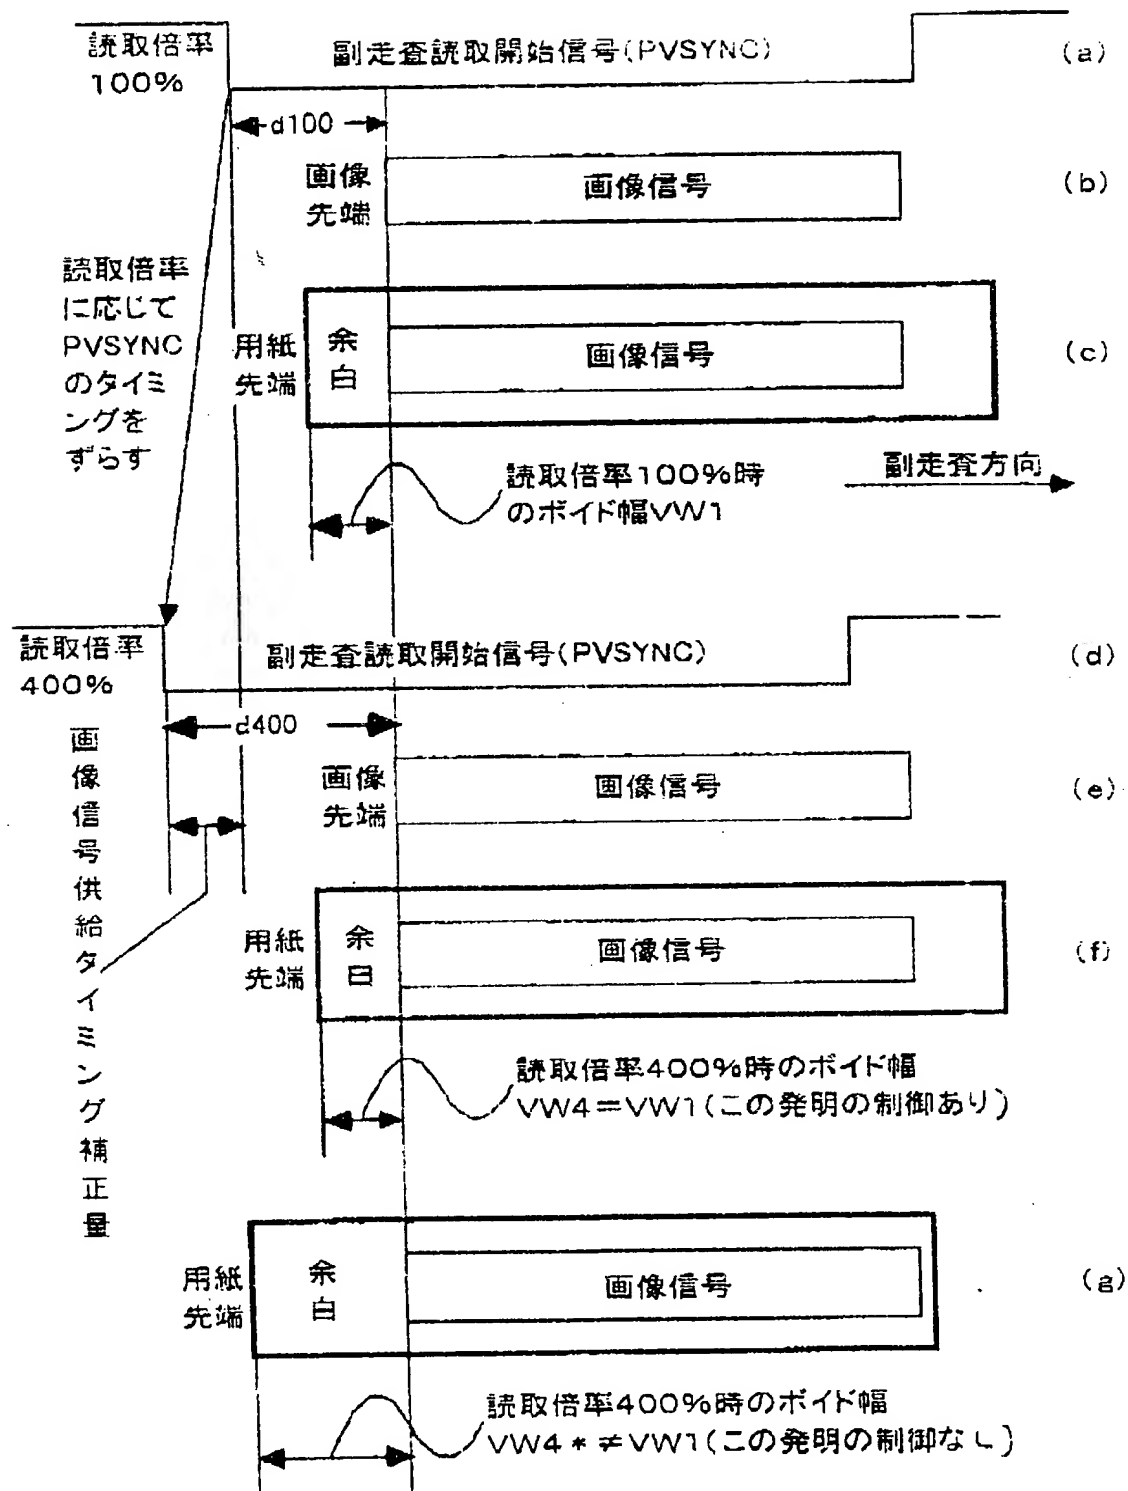 読取倍率
100%
副走査読取開始信号(PVSYNC)
(a)
d100
画像
先端
画像信号
(b)
読取倍率
に応じて
PVSYNC
のタイミ
ングを
ずらす
用紙
先端
余
白
画像信号
(c)
読取倍率100%時
のボイド幅VW1
副走査方向
読取倍率
400%
副走査読取開始信号(PVSYNC)
(d)
d400
画像信号供給タイミング補正量
画像
先端
画像信号
(e)
用紙
先端
余
白
画像信号
(f)
読取倍率400%時のボイド幅
VW4=VW1(この発明の制御あり)
用紙
先端
余
白
画像信号
(g)
読取倍率400%時のボイド幅
VW4*≠VW1(この発明の制御なし)